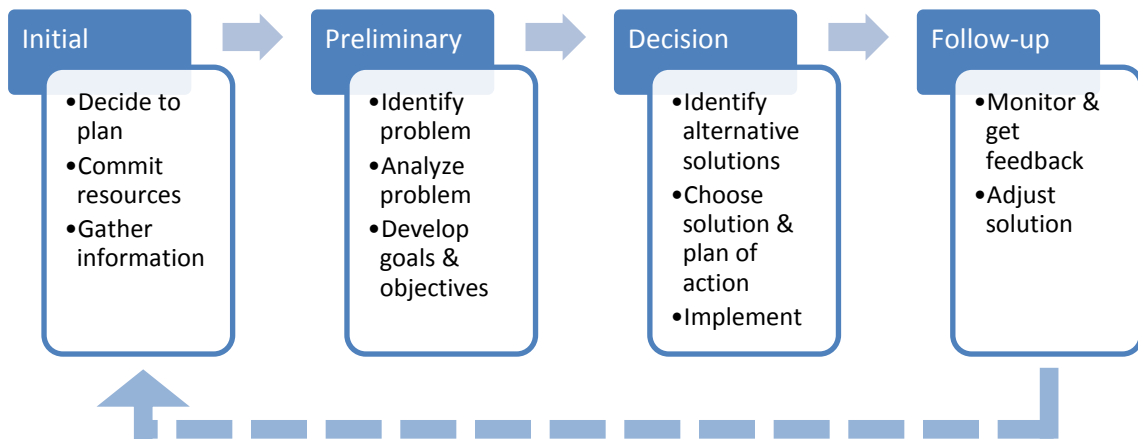 Initial
•Decide to
plan
•Commit
resources
•Gather
information
Preliminary
•Identify
problem
•Analyze
problem
•Develop
goals &
objectives
Decision
•Identify
alternative
solutions
•Choose
solution &
plan of
action
•Implement
Follow-up
•Monitor &
get
feedback
•Adjust
solution